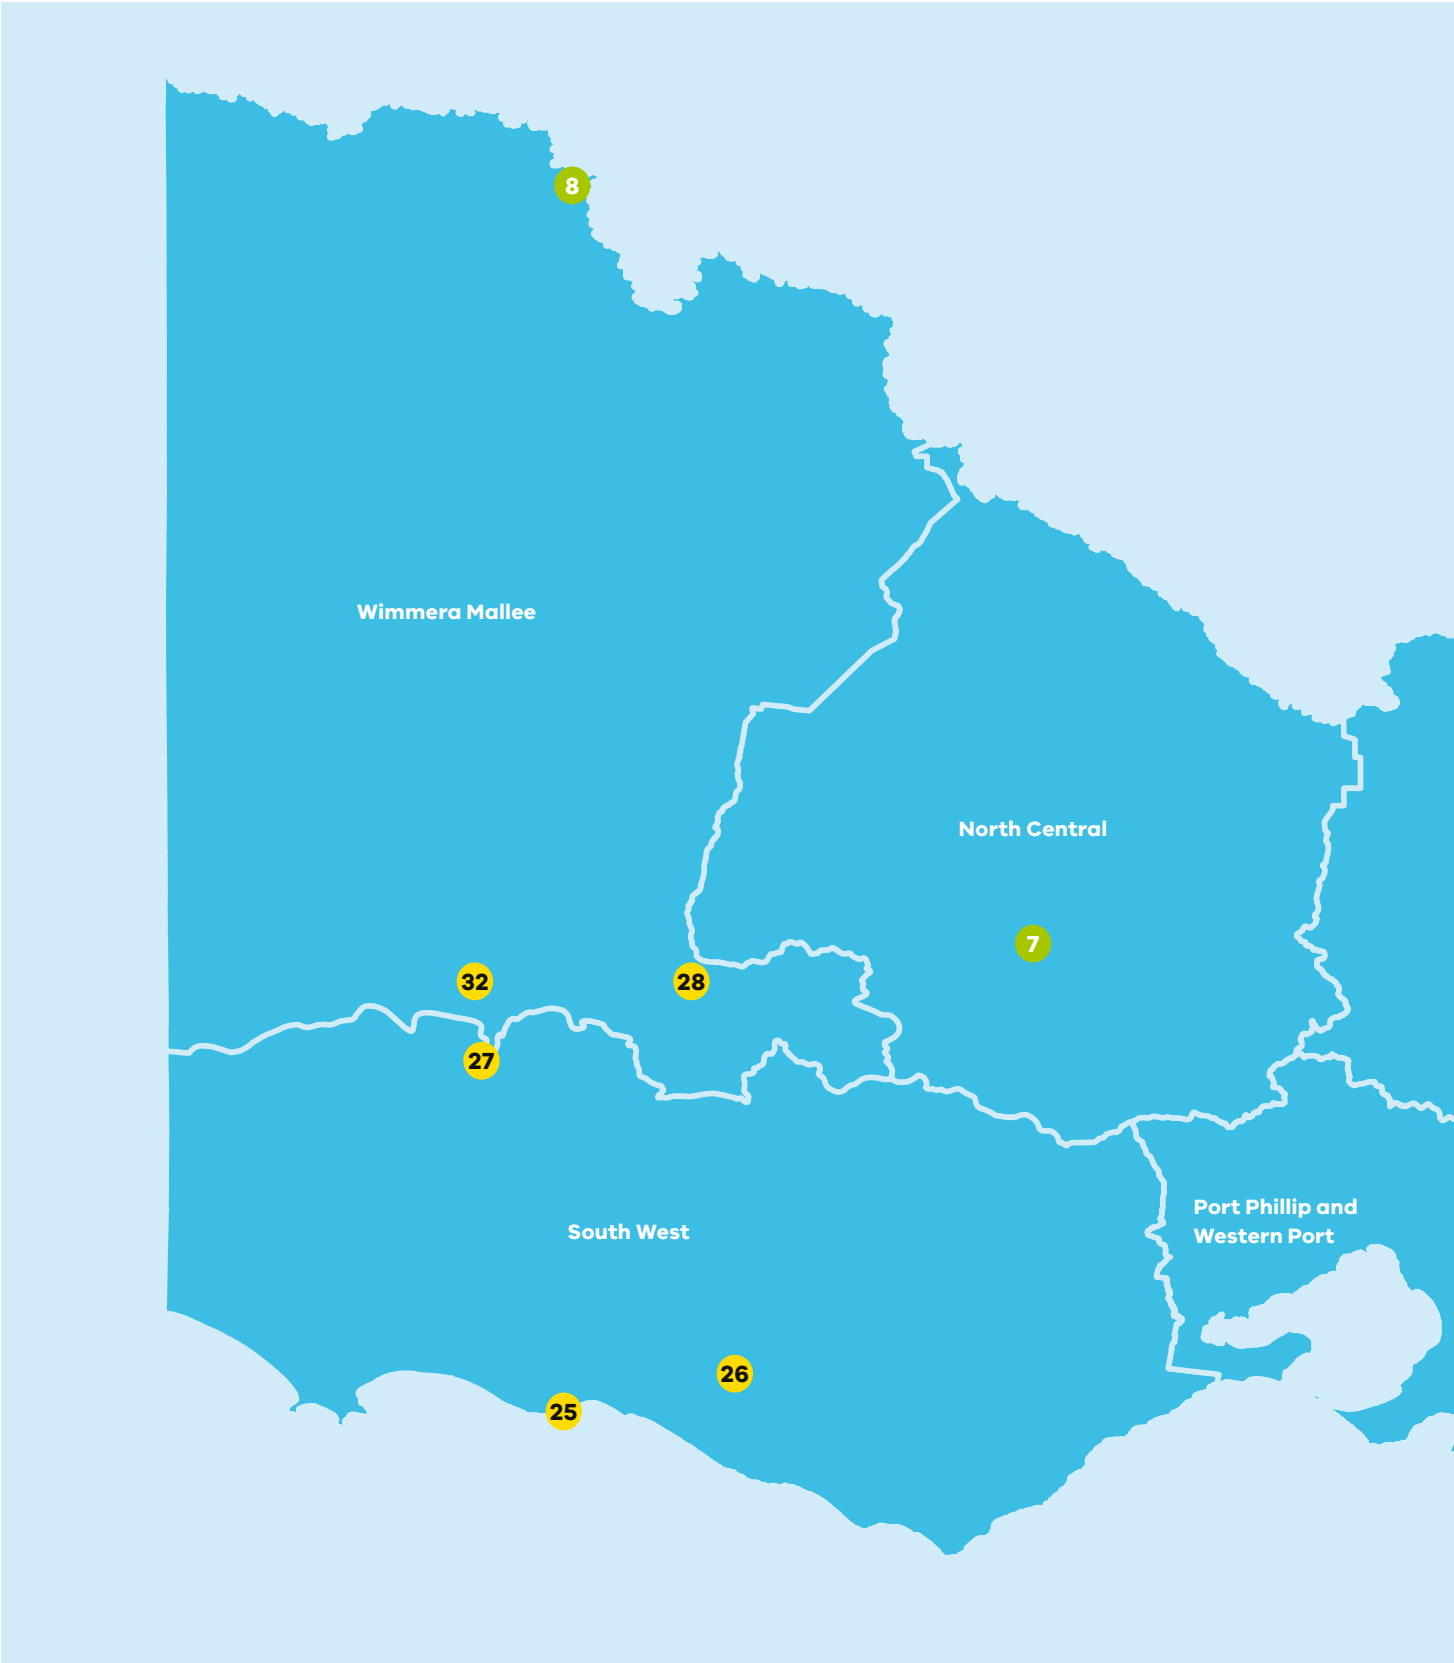 8
Wimmera Mallee
North Central
7
32
28
27
Port Phillip and
Western Port
South West
26
25